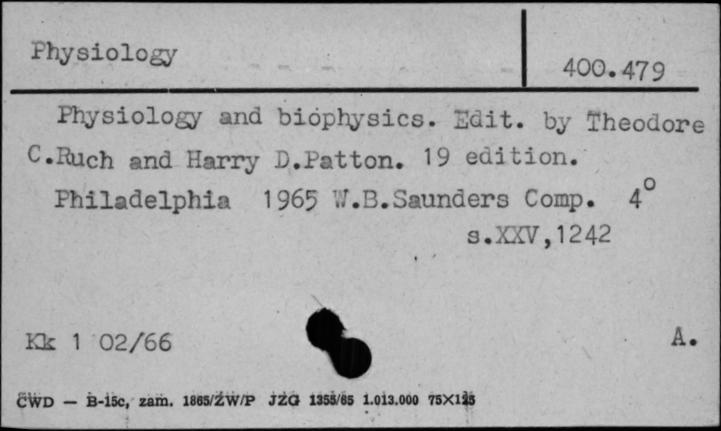 Physiology
400.479
Physiology and biophysics. Edit. by Theodore
C.Ruch and Harry D.Patton. 19 edition.
Philadelphia 1965 W.B.Saunders Comp. 4°
s.XXV,1242
Kk 1 02/66
A.
CWD — B-15c, zam. 1865/ŻW/P JZG 1355/65 1.013.000 75X125